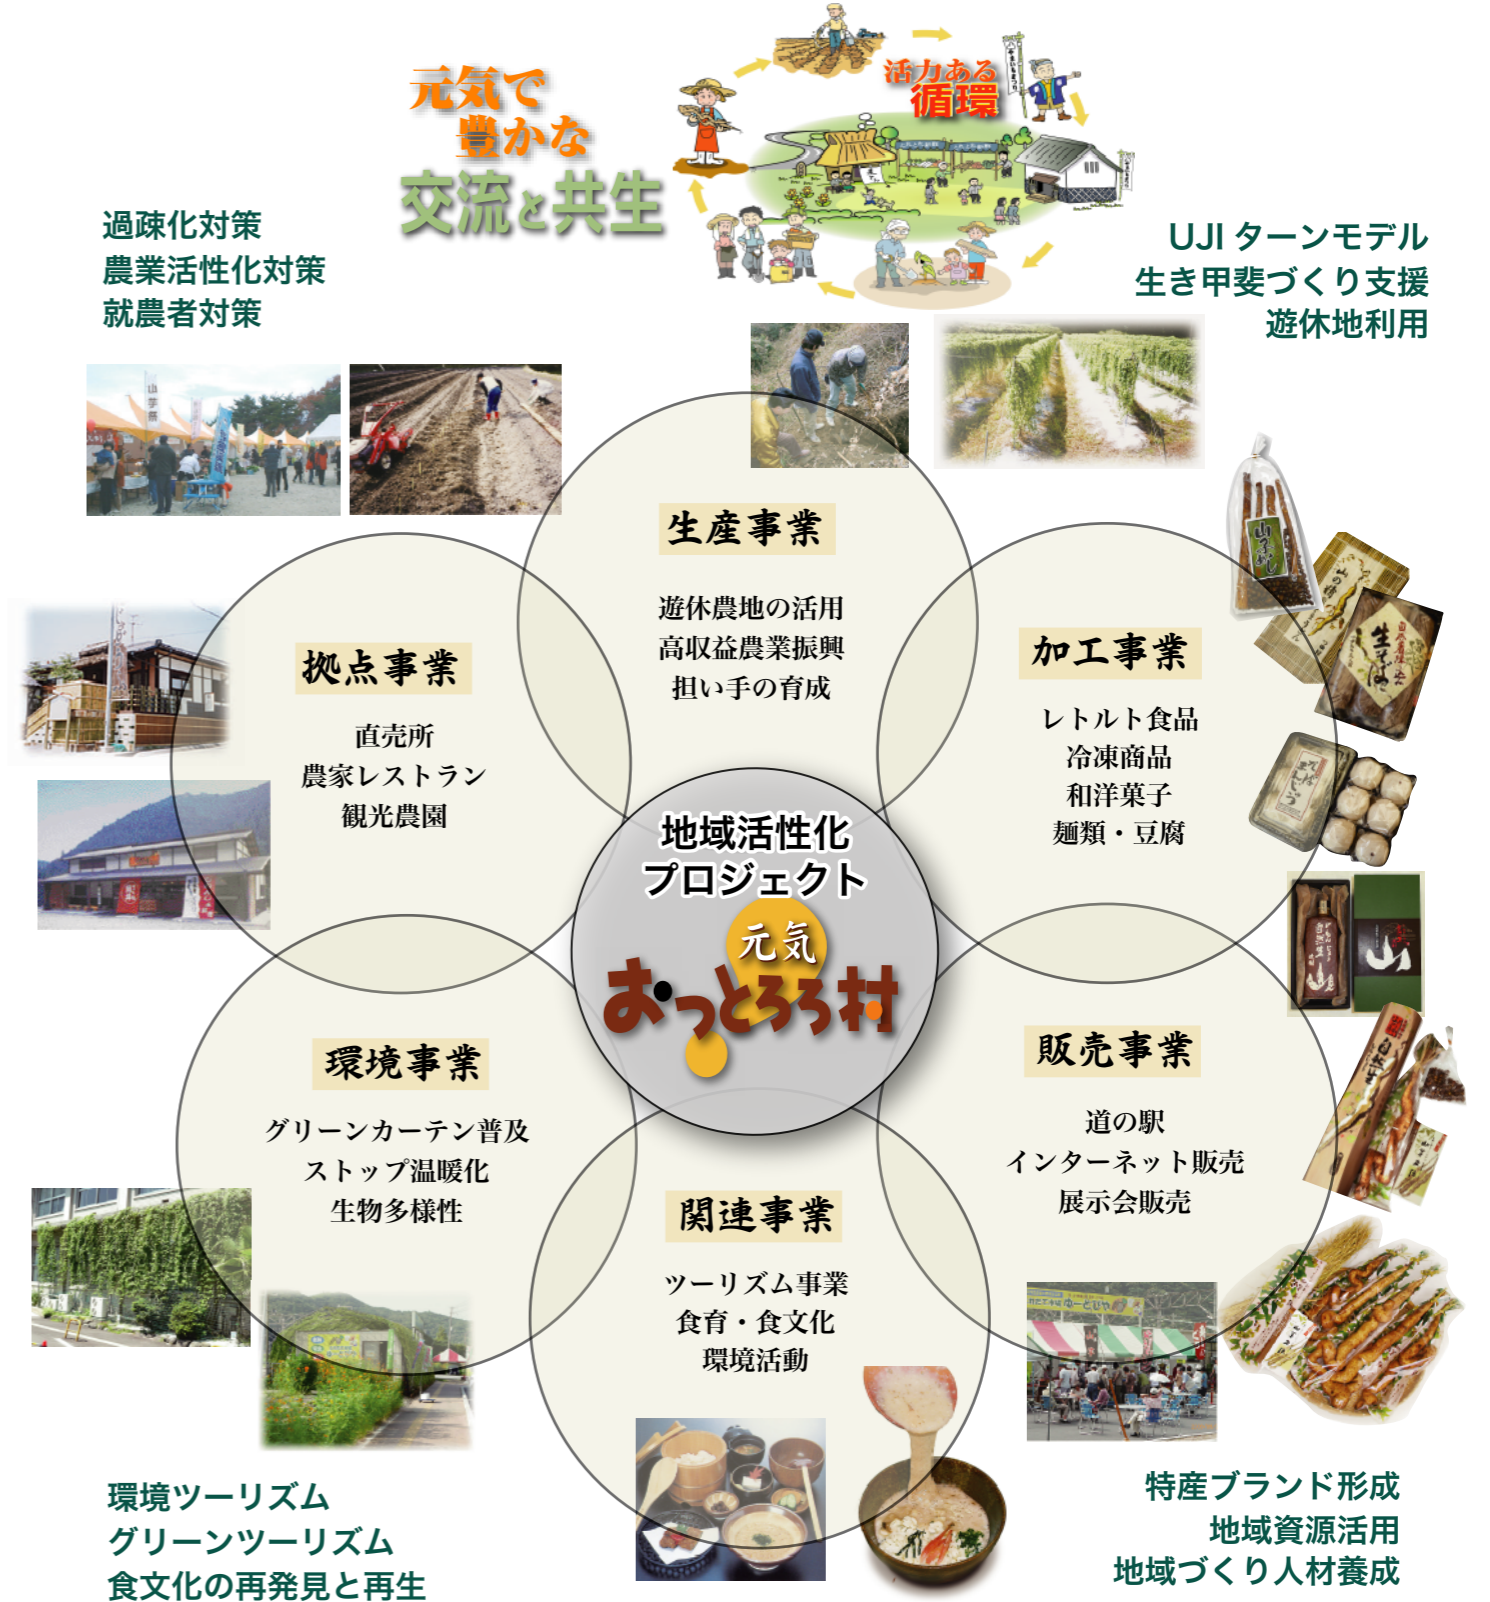 元気で
豊かな
交流と共生
活力ある
循環
過疎化対策
農業活性化対策
就農者対策
UJIターンモデル
生き甲斐づくり支援
遊休地利用
生産事業
遊休農地の活用
高収益農業振興
担い手の育成
拠点事業
直売所
農家レストラン
観光農園
加工事業
レトルト食品
冷凍商品
和洋菓子
麺類・豆腐
地域活性化
プロジェクト
元気
おっとろろ村
環境事業
グリーンカーテン普及
ストップ温暖化
生物多様性
販売事業
道の駅
インターネット販売
展示会販売
関連事業
ツーリズム事業
食育・食文化
環境活動
環境ツーリズム
グリーンツーリズム
食文化の再発見と再生
特産ブランド形成
地域資源活用
地域づくり人材養成